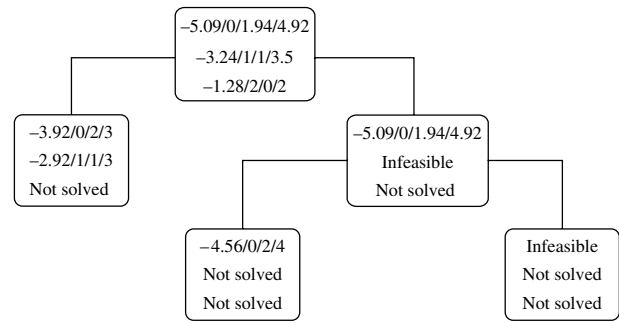 –5.09/0/1.94/4.92
–3.24/1/1/3.5
–1.28/2/0/2
–3.92/0/2/3
–2.92/1/1/3
Not solved
–5.09/0/1.94/4.92
Infeasible
Not solved
–4.56/0/2/4
Not solved
Not solved
Infeasible
Not solved
Not solved